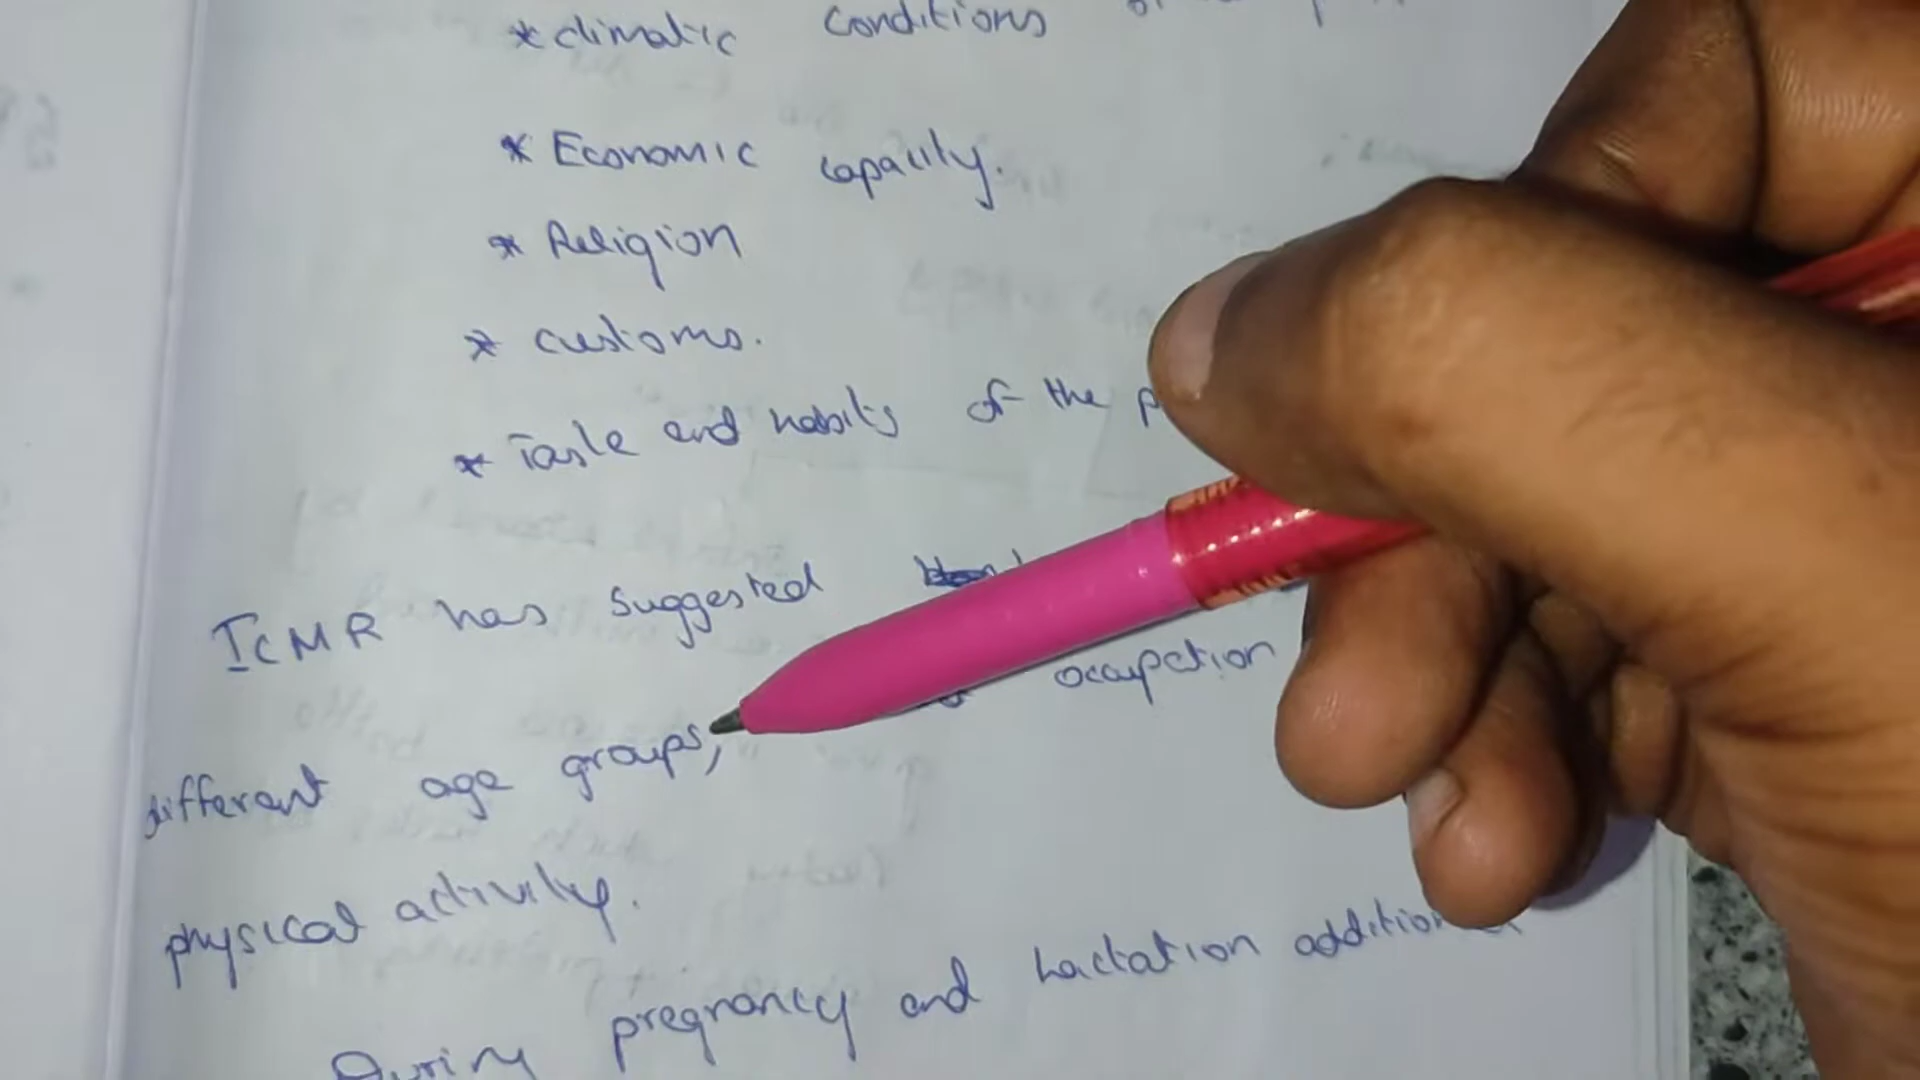 * climatic conditions
* Economic capacity.
* Religion
* customs.
* Taste and habits of the
ICMR has suggested
different age groups, occupation
physical activity.
During pregnancy and Lactation